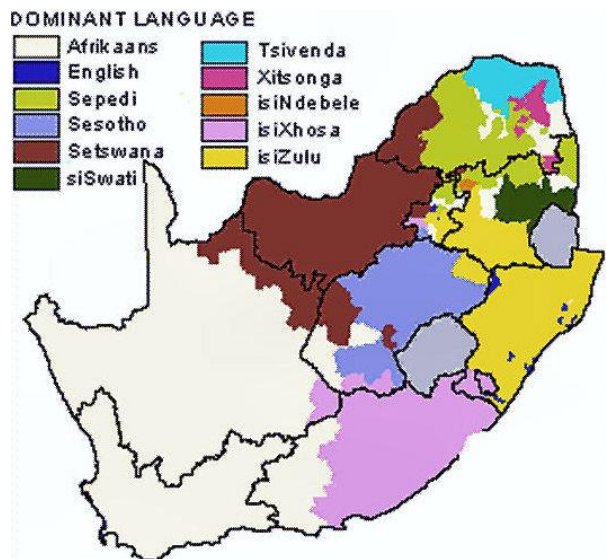 DOMINANT LANGUAGE
Afrikaans
English
Sepedi
Sesotho
Setswana
siSwati
Tsivenda
Xitsonga
isiNdebele
isiXhosa
isiZulu